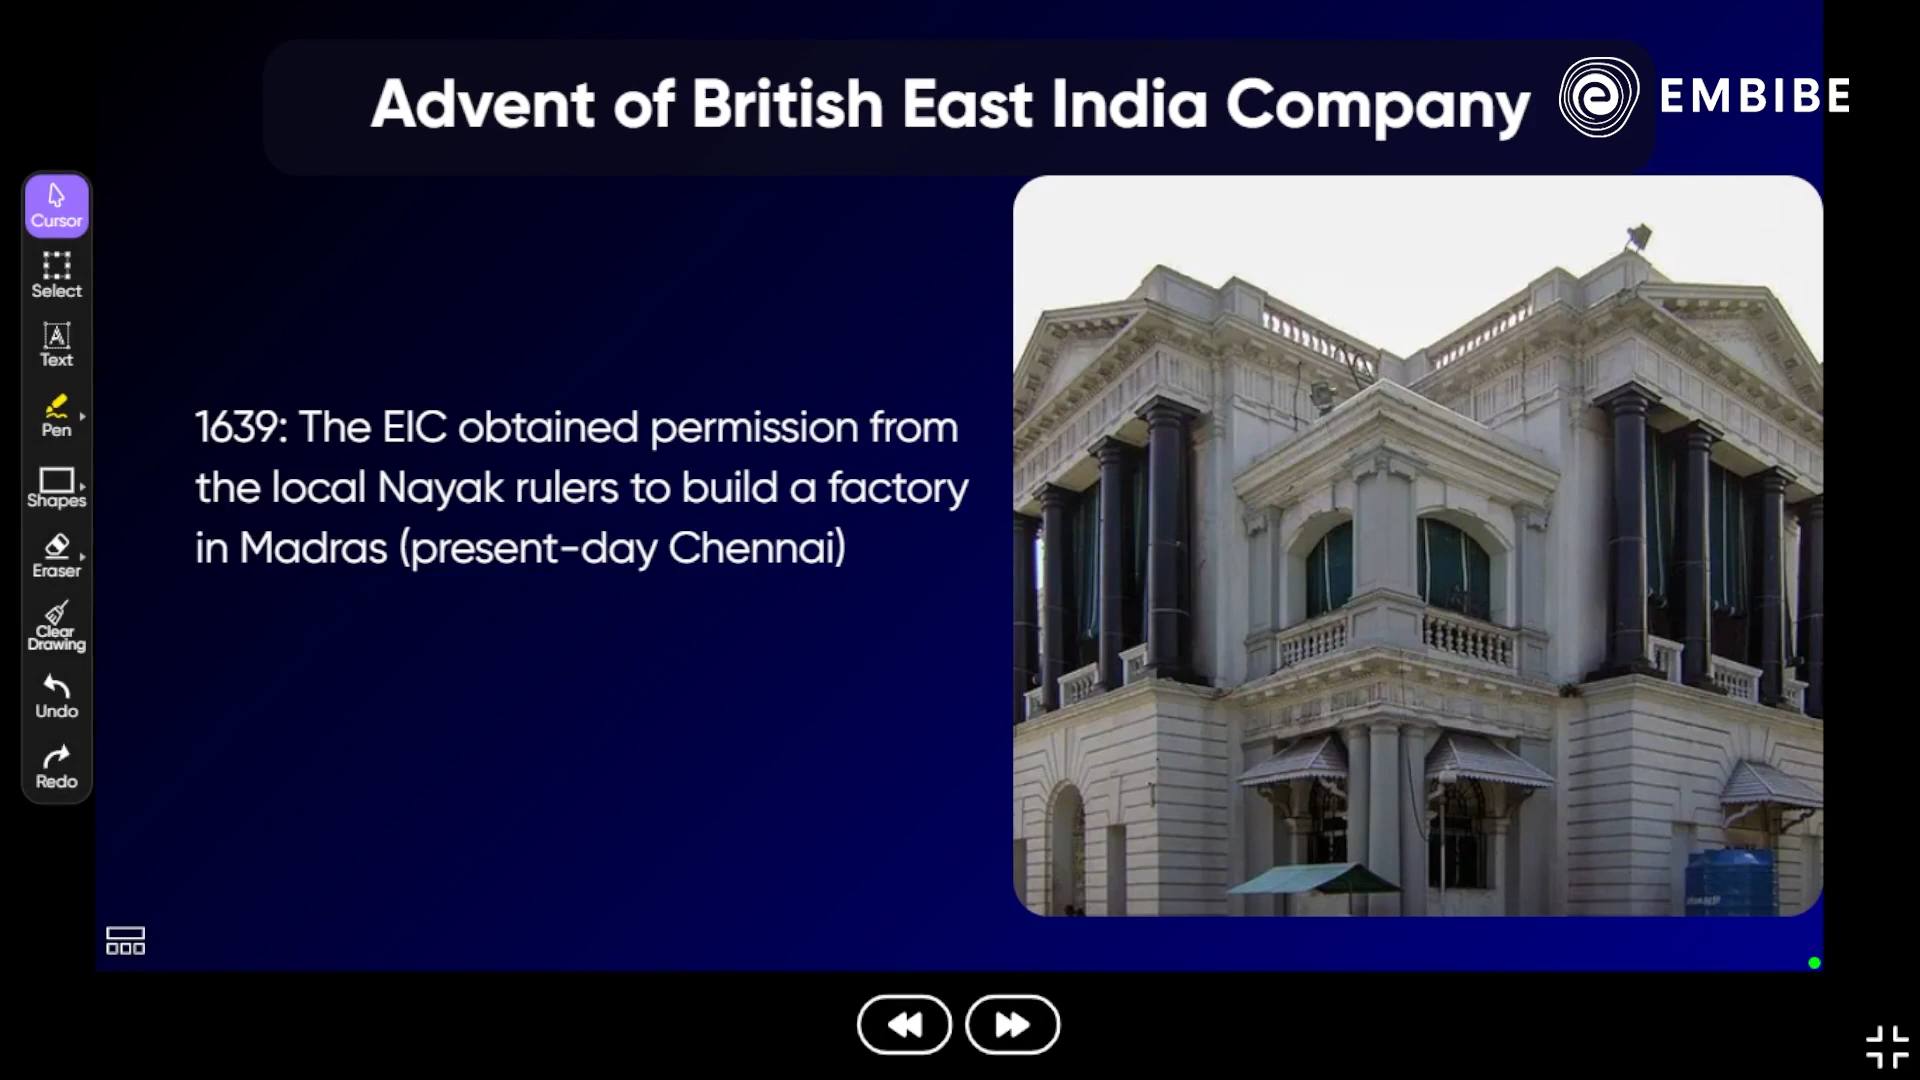 Advent of British East India Company
EMBIBE
Cursor
Select
Text
Pen
Shapes
Eraser
Clear
Drawing
Undo
Redo
1639: The EIC obtained permission from
the local Nayak rulers to build a factory
in Madras (present-day Chennai)